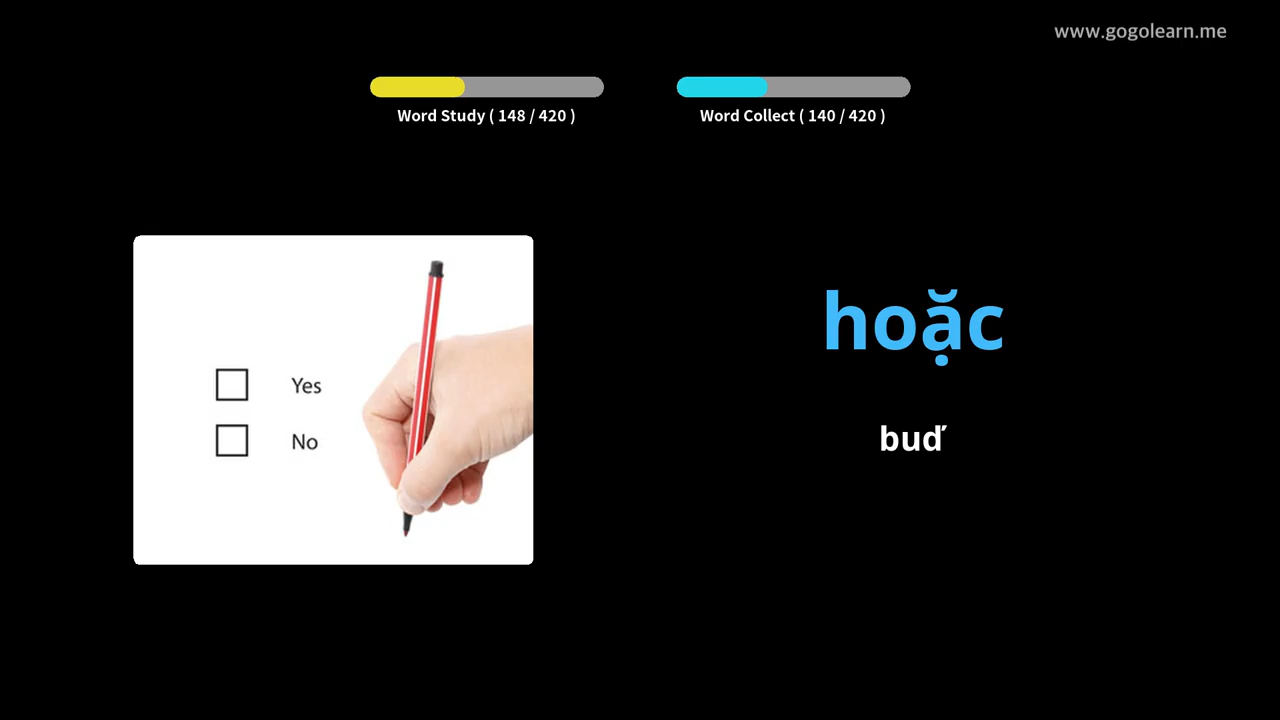 www.gogolearn.me
Word Study ( 148 / 420 )
Word Collect ( 140 / 420 )
Yes
No
hoặc
buď